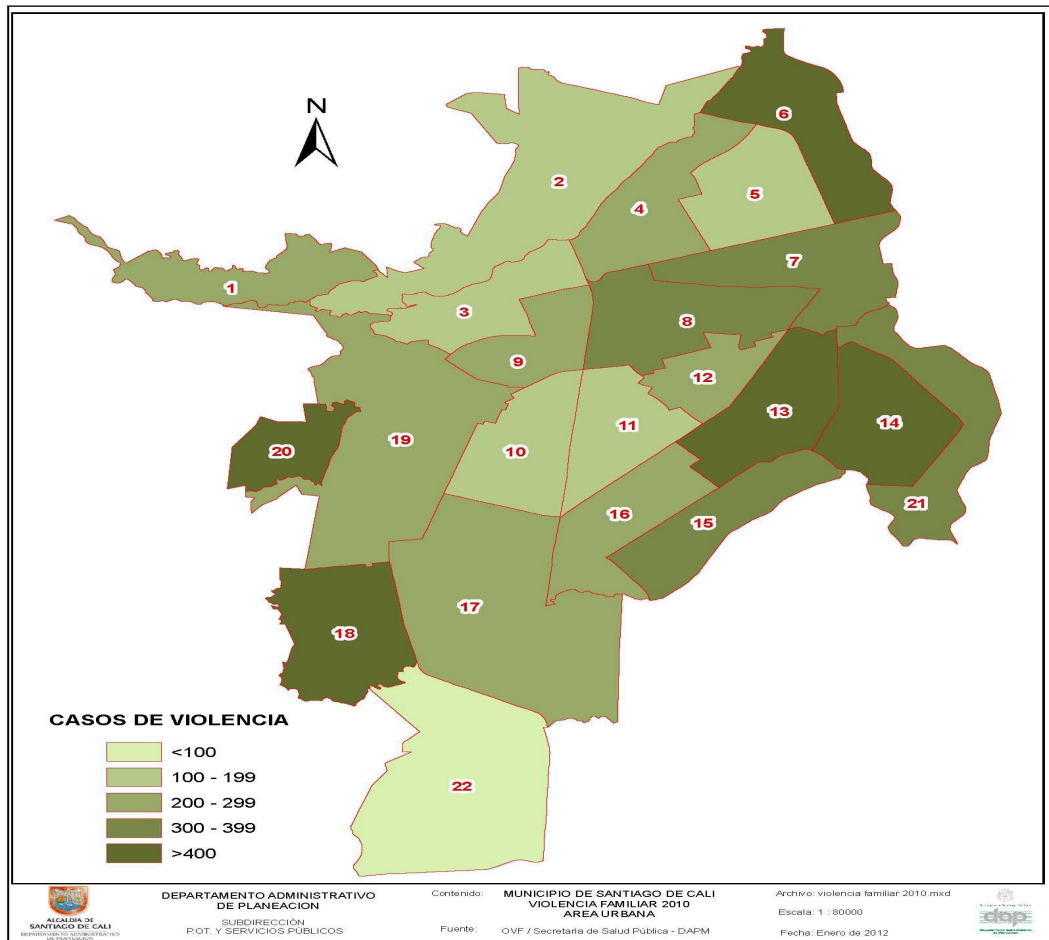 N
6
2
5
4
7
1
3
8
9
12
13
11
14
19
10
20
21
16
15
17
18
22
CASOS DE VIOLENCIA
<100
100 - 199
200 - 299
300 - 399
>400
ALCALDIA DE
SANTIAGO DE CALI
DEPARTAMENTO ADMINISTRATIVO
DE PLANEACION
DEPARTAMENTO ADMINISTRATIVO
DE PLANEACION
SUBDIRECCIÓN
P.O.T. Y SERVICIOS PÚBLICOS
Contenido: MUNICIPIO DE SANTIAGO DE CALI
VIOLENCIA FAMILIAR 2010
AREA URBANA
Fuente: OVF / Secretaria de Salud Pública - DAPM
Archivo: violencia familiar 2010.mxd
Escala: 1 : 80000
Fecha: Enero de 2012
dap